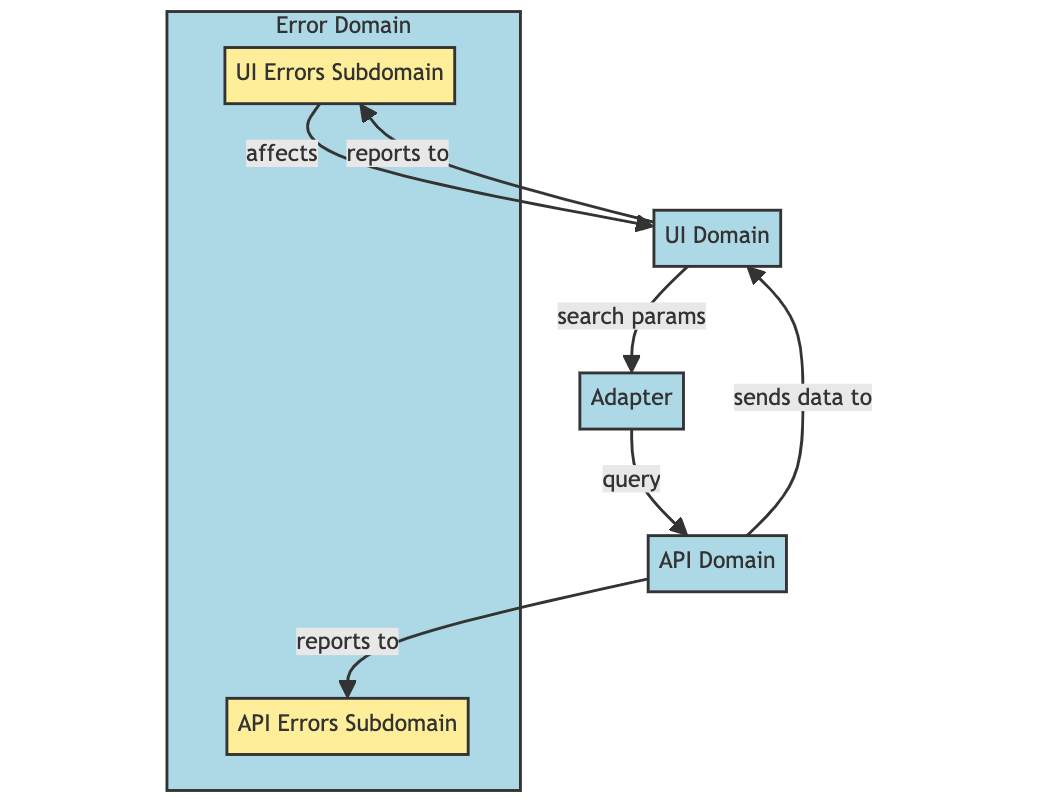 Error Domain
UI Errors Subdomain
affects
reports to
UI Domain
search params
Adapter
sends data to
query
API Domain
reports to
API Errors Subdomain